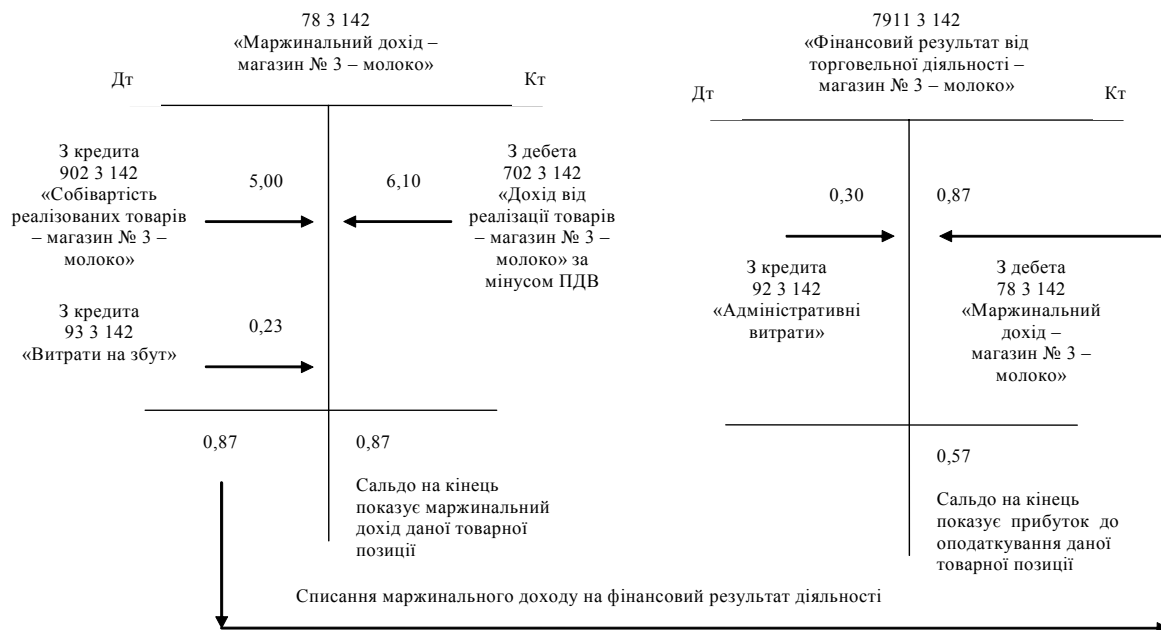 78 3 142
«Маржинальний дохід –
магазин № 3 – молоко»
Дт
Кт
З кредита
902 3 142
«Собівартість
реалізованих товарів
– магазин № 3 –
молоко»
5,00
6,10
З дебета
702 3 142
«Дохід від
реалізації товарів
– магазин № 3 –
молоко» за
мінусом ПДВ
З кредита
93 3 142
«Витрати на збут»
0,23
0,87
0,87
Сальдо на кінець
показує маржинальний
дохід даної товарної
позиції
7911 3 142
«Фінансовий результат від
торговельної діяльності –
магазин № 3 – молоко»
Дт
Кт
0,30
0,87
З кредита
92 3 142
«Адміністративні
витрати»
З дебета
78 3 142
«Маржинальний
дохід –
магазин № 3 –
молоко»
0,57
Сальдо на кінець
показує прибуток до
оподаткування даної
товарної позиції
Списання маржинального доходу на фінансовий результат діяльності